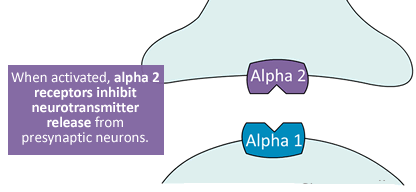 When activated, alpha 2
receptors inhibit
neurotransmitter
release from
presynaptic neurons.
Alpha 2
Alpha 1